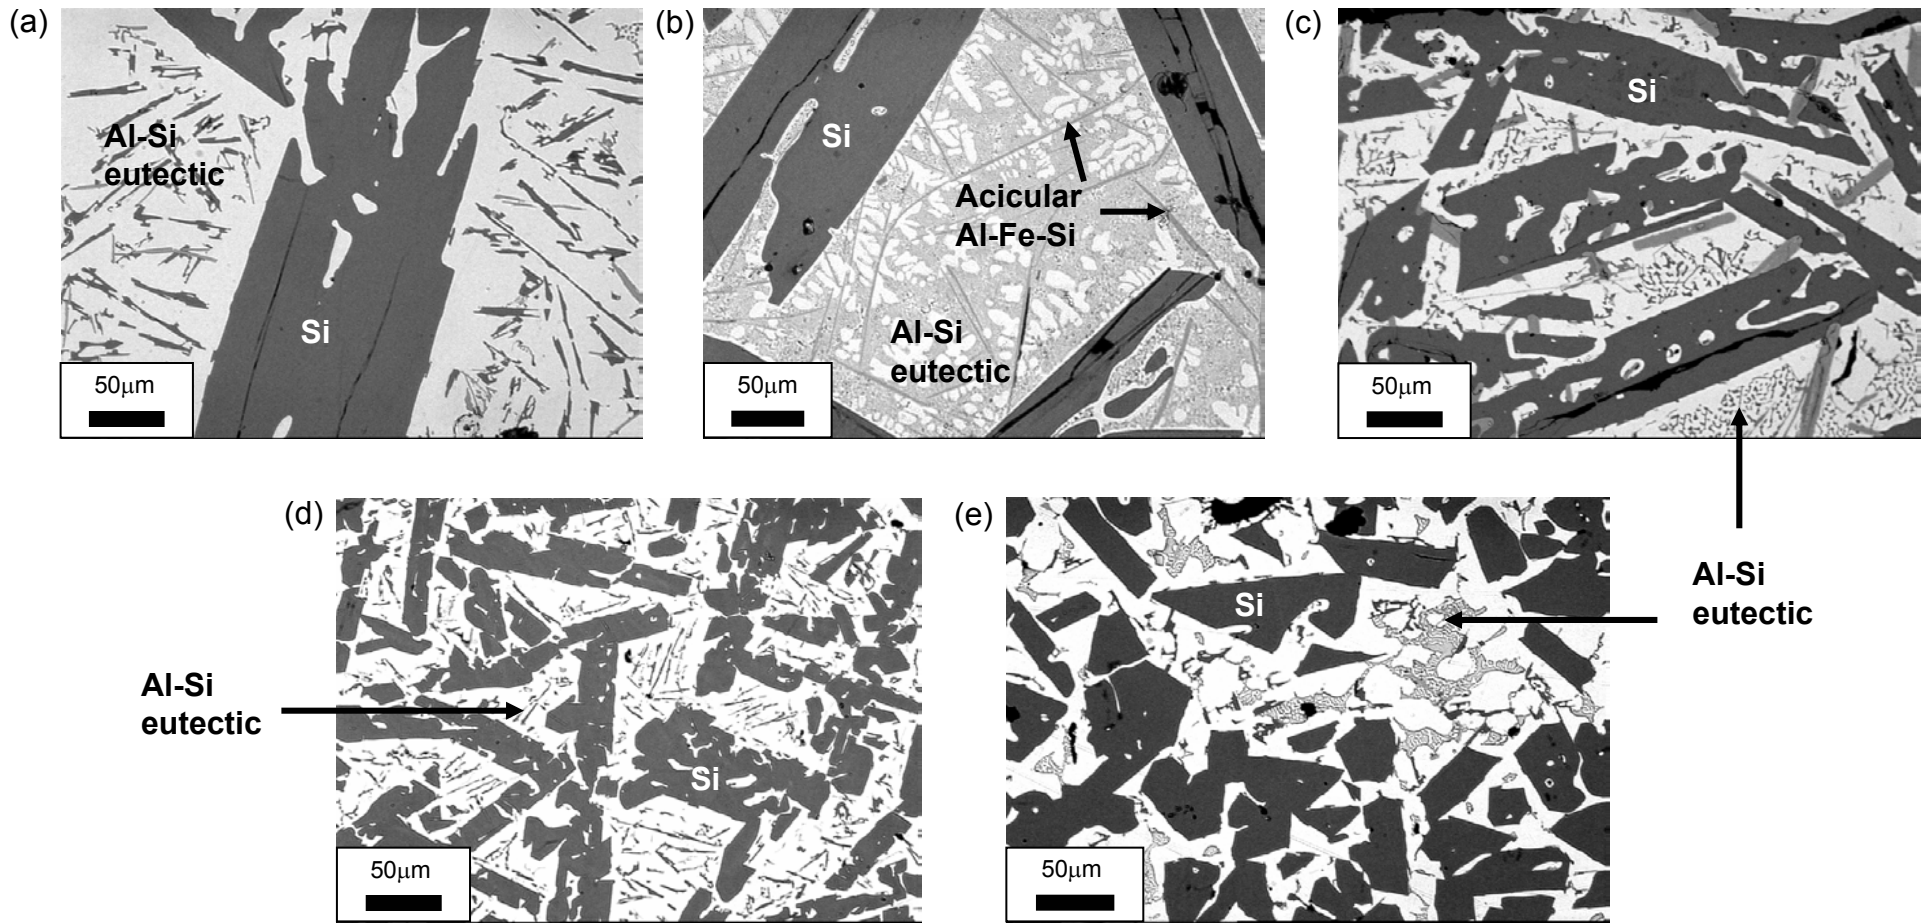 (a)
Al-Si
eutectic
Si
50μm
(b)
Si
Acicular
Al-Fe-Si
Al-Si
eutectic
50μm
(c)
Si
50μm
(d)
Al-Si
eutectic
Si
50μm
(e)
Si
Al-Si
eutectic
50μm